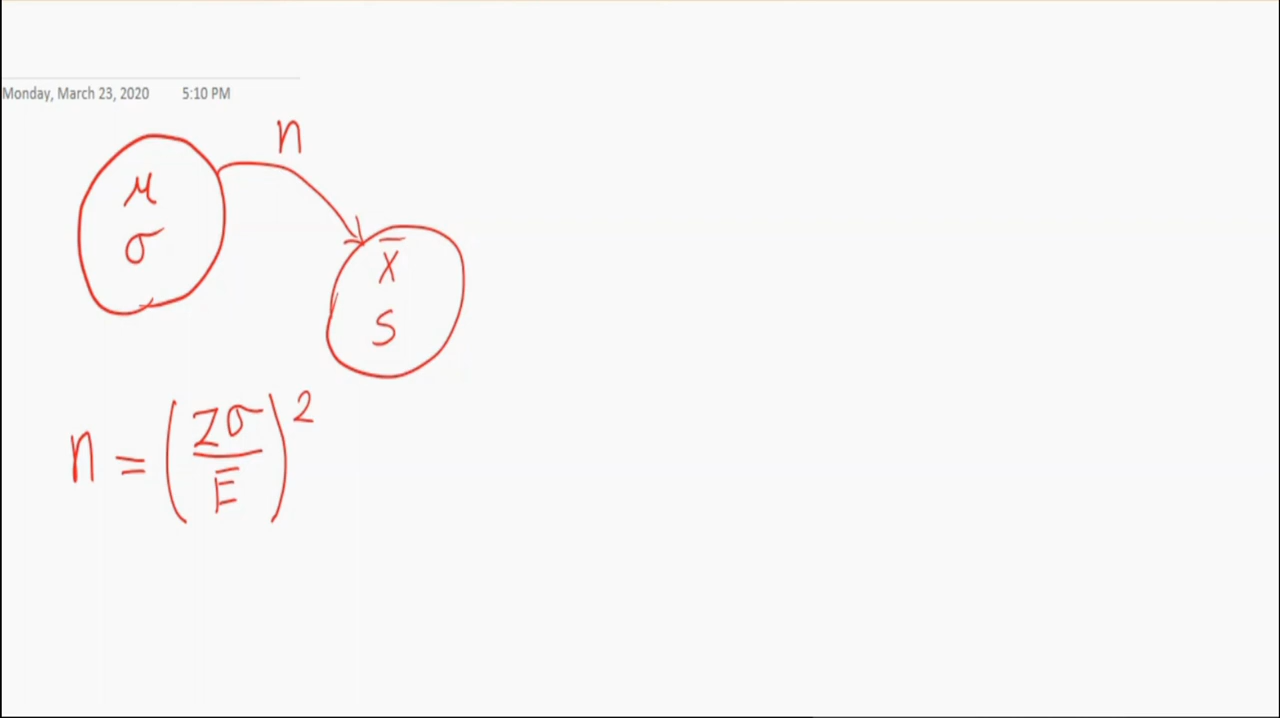 Monday, March 23, 2020 5:10 PM
n
μ
σ
x̄
s
n = (zσ/E)²